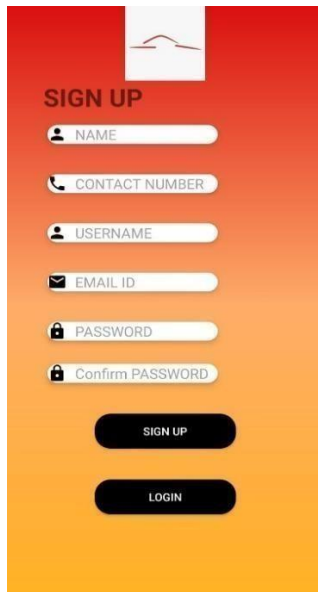 SIGN UP
NAME
CONTACT NUMBER
USERNAME
EMAIL ID
PASSWORD
Confirm PASSWORD
SIGN UP
LOGIN